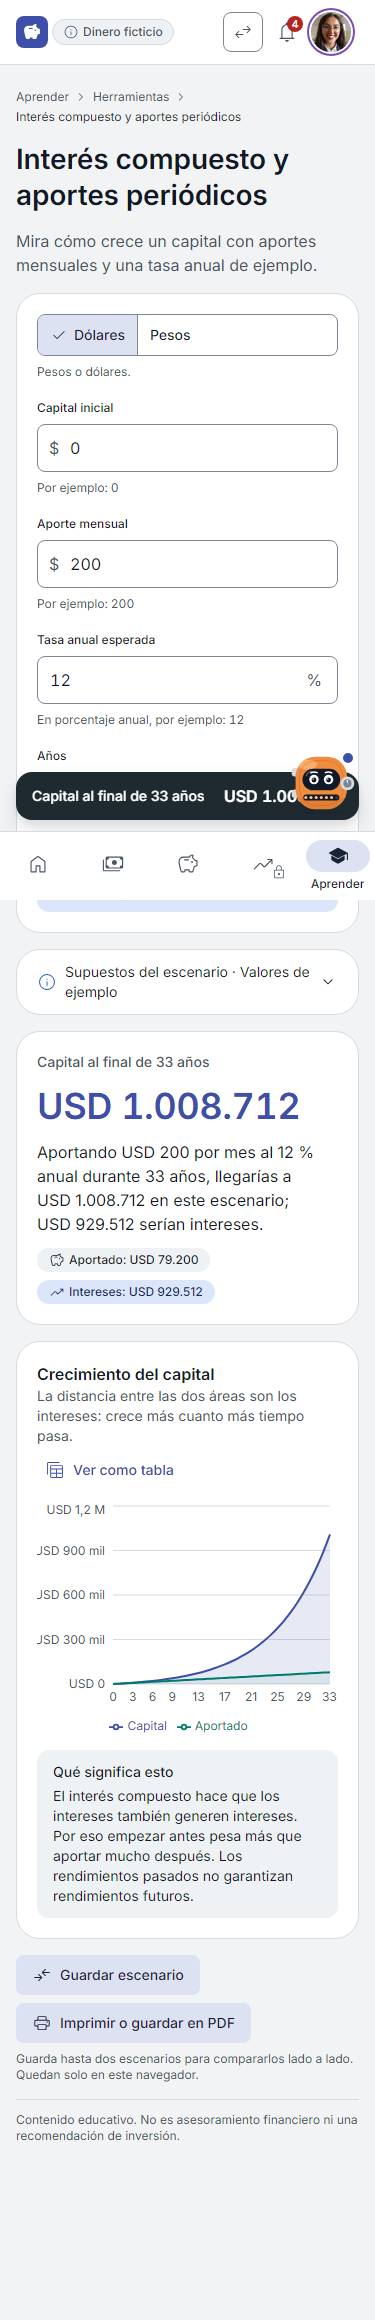 Dinero ficticio
4
Aprender
Herramientas
Interés compuesto y aportes periódicos
Interés compuesto y
aportes periódicos
Mira cómo crece un capital con aportes
mensuales y una tasa anual de ejemplo.
Dólares
Pesos
Pesos o dólares.
Capital inicial
$ 0
Por ejemplo: 0
Aporte mensual
$ 200
Por ejemplo: 200
Tasa anual esperada
12 %
En porcentaje anual, por ejemplo: 12
Años
Capital al final de 33 años USD 1.00
Aprender
Supuestos del escenario · Valores de
ejemplo
Capital al final de 33 años
USD 1.008.712
Aportando USD 200 por mes al 12 %
anual durante 33 años, llegarías a
USD 1.008.712 en este escenario;
USD 929.512 serían intereses.
Aportado: USD 79.200
Intereses: USD 929.512
Crecimiento del capital
La distancia entre las dos áreas son los
intereses: crece más cuanto más tiempo
pasa.
Ver como tabla
USD 1,2 M
USD 900 mil
USD 600 mil
USD 300 mil
USD 0
0 3 6 9 13 17 21 25 29 33
Capital Aportado
Qué significa esto
El interés compuesto hace que los
intereses también generen intereses.
Por eso empezar antes pesa más que
aportar mucho después. Los
rendimientos pasados no garantizan
rendimientos futuros.
Guardar escenario
Imprimir o guardar en PDF
Guarda hasta dos escenarios para compararlos lado a lado.
Quedan solo en este navegador.
Contenido educativo. No es asesoramiento financiero ni una
recomendación de inversión.